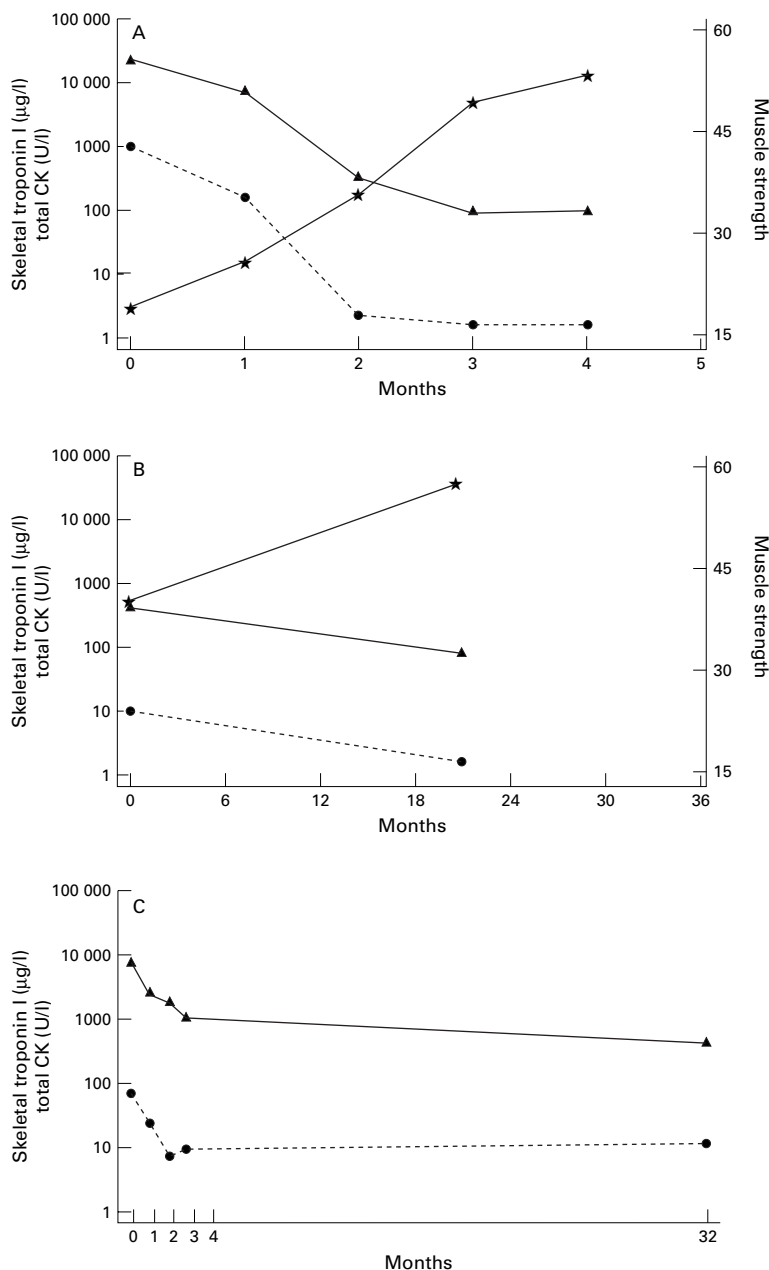 A
100 000
10 000
1000
100
10
1
Skeletal troponin I (µg/l)
total CK (U/l)
60
45
30
15
Muscle strength
0 1 2 3 4 5
Months
B
100 000
10 000
1000
100
10
1
Skeletal troponin I (µg/l)
total CK (U/l)
60
45
30
15
Muscle strength
0 6 12 18 24 30 36
Months
C
100 000
10 000
1000
100
10
1
Skeletal troponin I (µg/l)
total CK (U/l)
0 1 2 3 4 32
Months